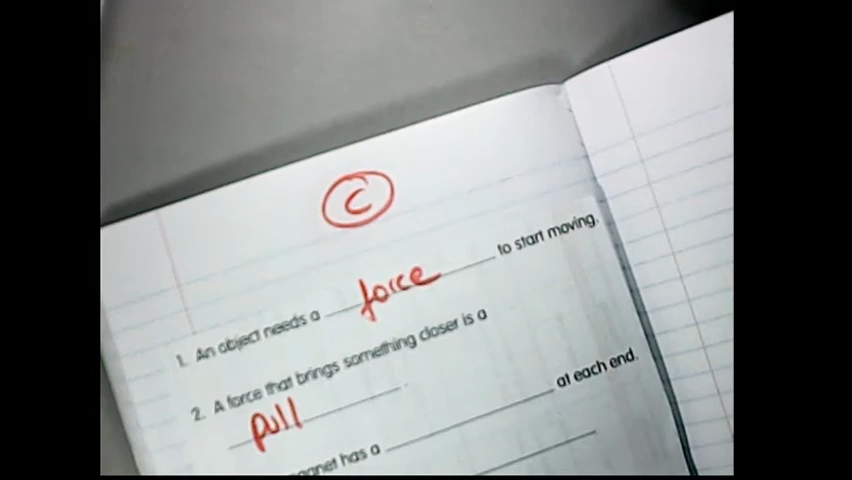 C
1. An object needs a force to start moving.
2. A force that brings something closer is a
pull.
has a ____ at each end.